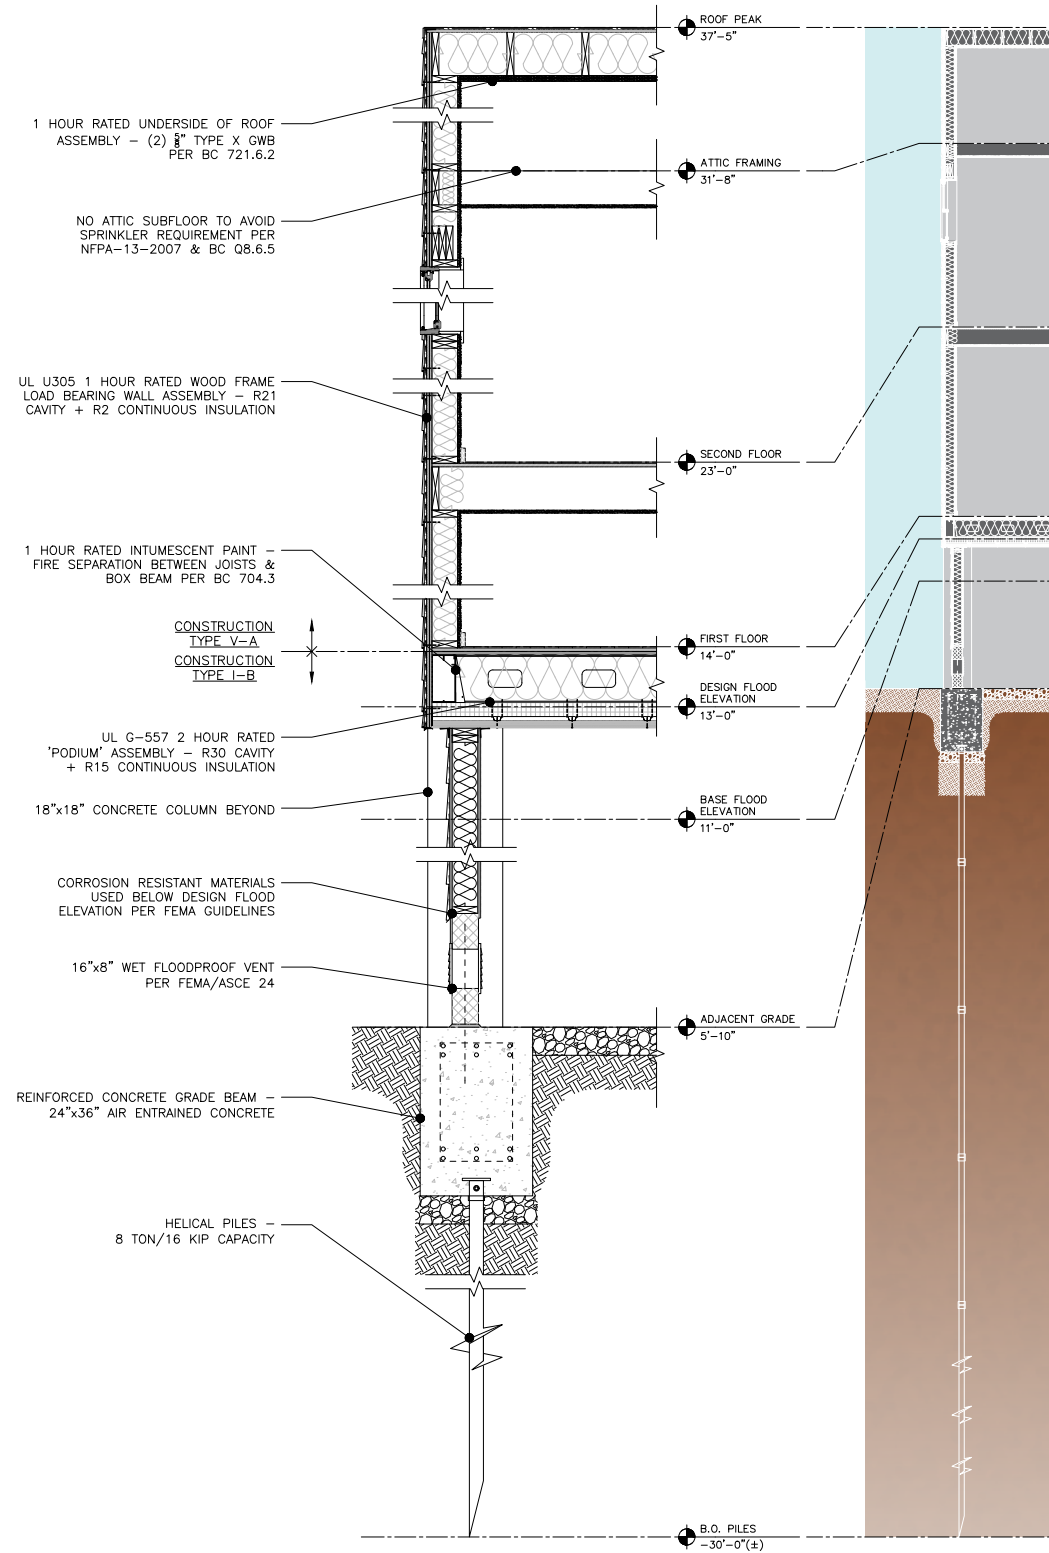 ROOF PEAK
37'-5"
1 HOUR RATED UNDERSIDE OF ROOF
ASSEMBLY - (2) 5/8" TYPE X GWB
PER BC 721.6.2
ATTIC FRAMING
31'-8"
NO ATTIC SUBFLOOR TO AVOID
SPRINKLER REQUIREMENT PER
NFPA-13-2007 & BC Q8.6.5
UL U305 1 HOUR RATED WOOD FRAME
LOAD BEARING WALL ASSEMBLY - R21
CAVITY + R2 CONTINUOUS INSULATION
SECOND FLOOR
23'-0"
1 HOUR RATED INTUMESCENT PAINT -
FIRE SEPARATION BETWEEN JOISTS &
BOX BEAM PER BC 704.3
CONSTRUCTION
TYPE V-A
CONSTRUCTION
TYPE I-B
FIRST FLOOR
14'-0"
DESIGN FLOOD
ELEVATION
13'-0"
UL G-557 2 HOUR RATED
'PODIUM' ASSEMBLY - R30 CAVITY
+ R15 CONTINUOUS INSULATION
18"x18" CONCRETE COLUMN BEYOND
BASE FLOOD
ELEVATION
11'-0"
CORROSION RESISTANT MATERIALS
USED BELOW DESIGN FLOOD
ELEVATION PER FEMA GUIDELINES
16"x8" WET FLOODPROOF VENT
PER FEMA/ASCE 24
ADJACENT GRADE
5'-10"
REINFORCED CONCRETE GRADE BEAM -
24"x36" AIR ENTRAINED CONCRETE
HELICAL PILES -
8 TON/16 KIP CAPACITY
B.O. PILES
-30'-0"(±)